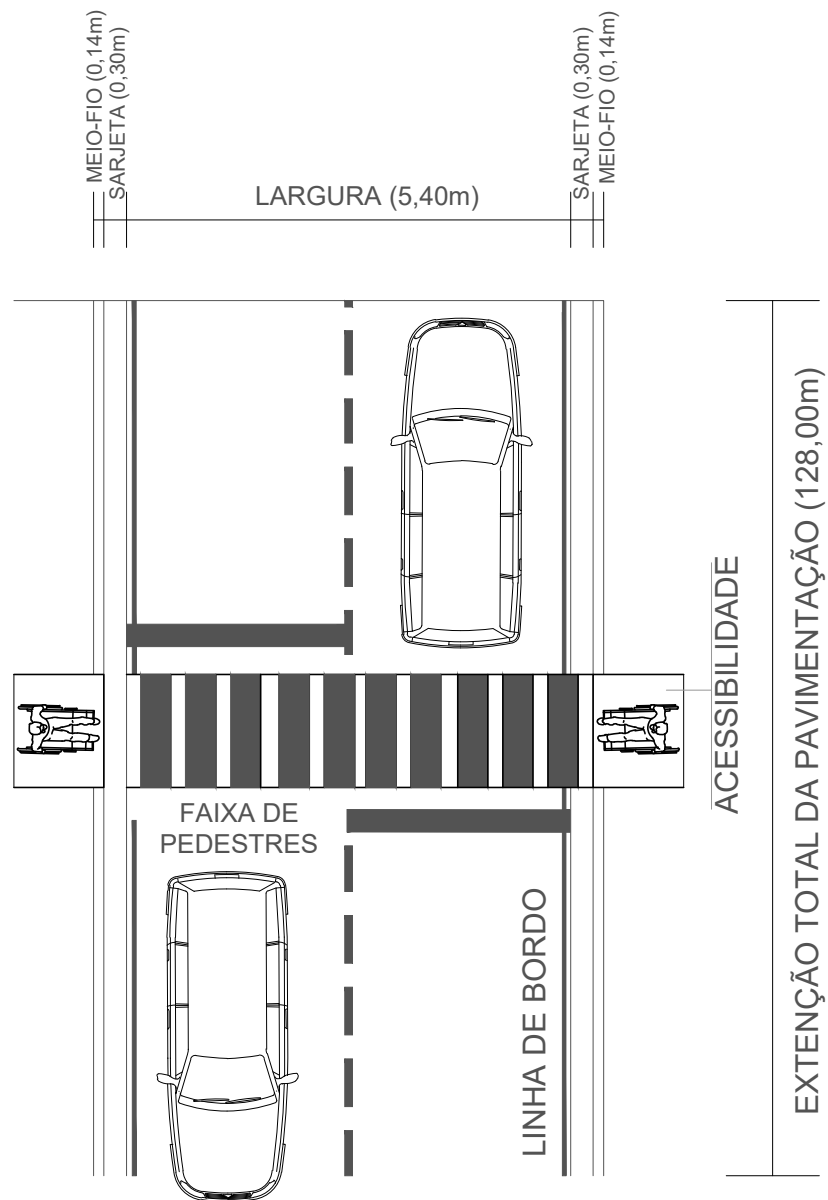 MEIO-FIO (0,14m)
SARJETA (0,30m)
LARGURA (5,40m)
SARJETA (0,30m)
MEIO-FIO (0,14m)
ACESSIBILIDADE
EXTENÇÃO TOTAL DA PAVIMENTAÇÃO (128,00m)
FAIXA DE
PEDESTRES
LINHA DE BORDO